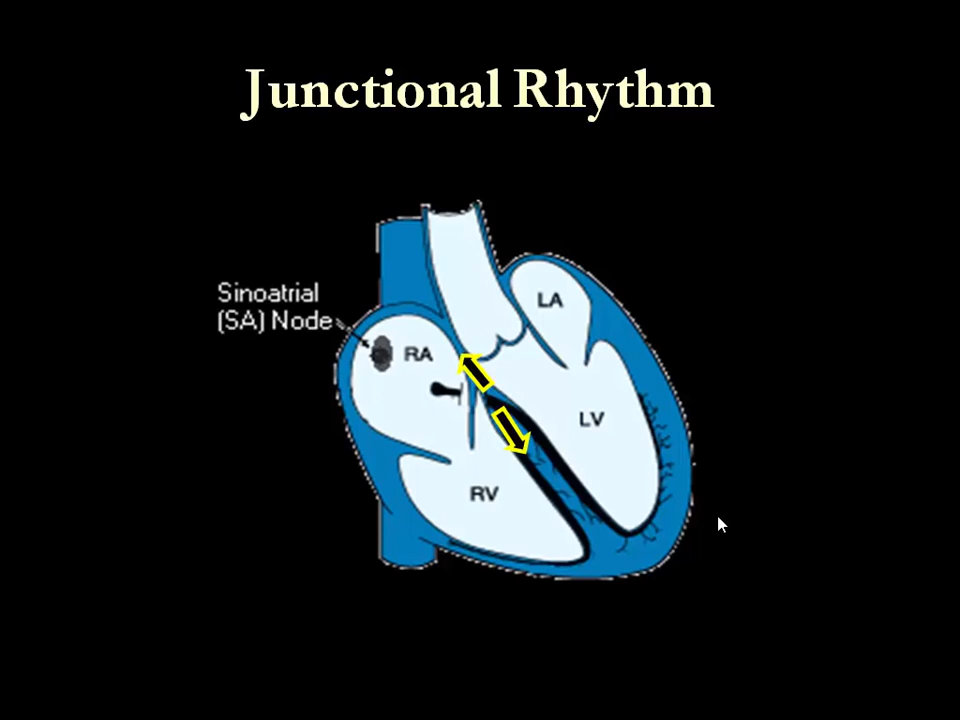 Junctional Rhythm
Sinoatrial
(SA) Node
LA
RA
LV
RV